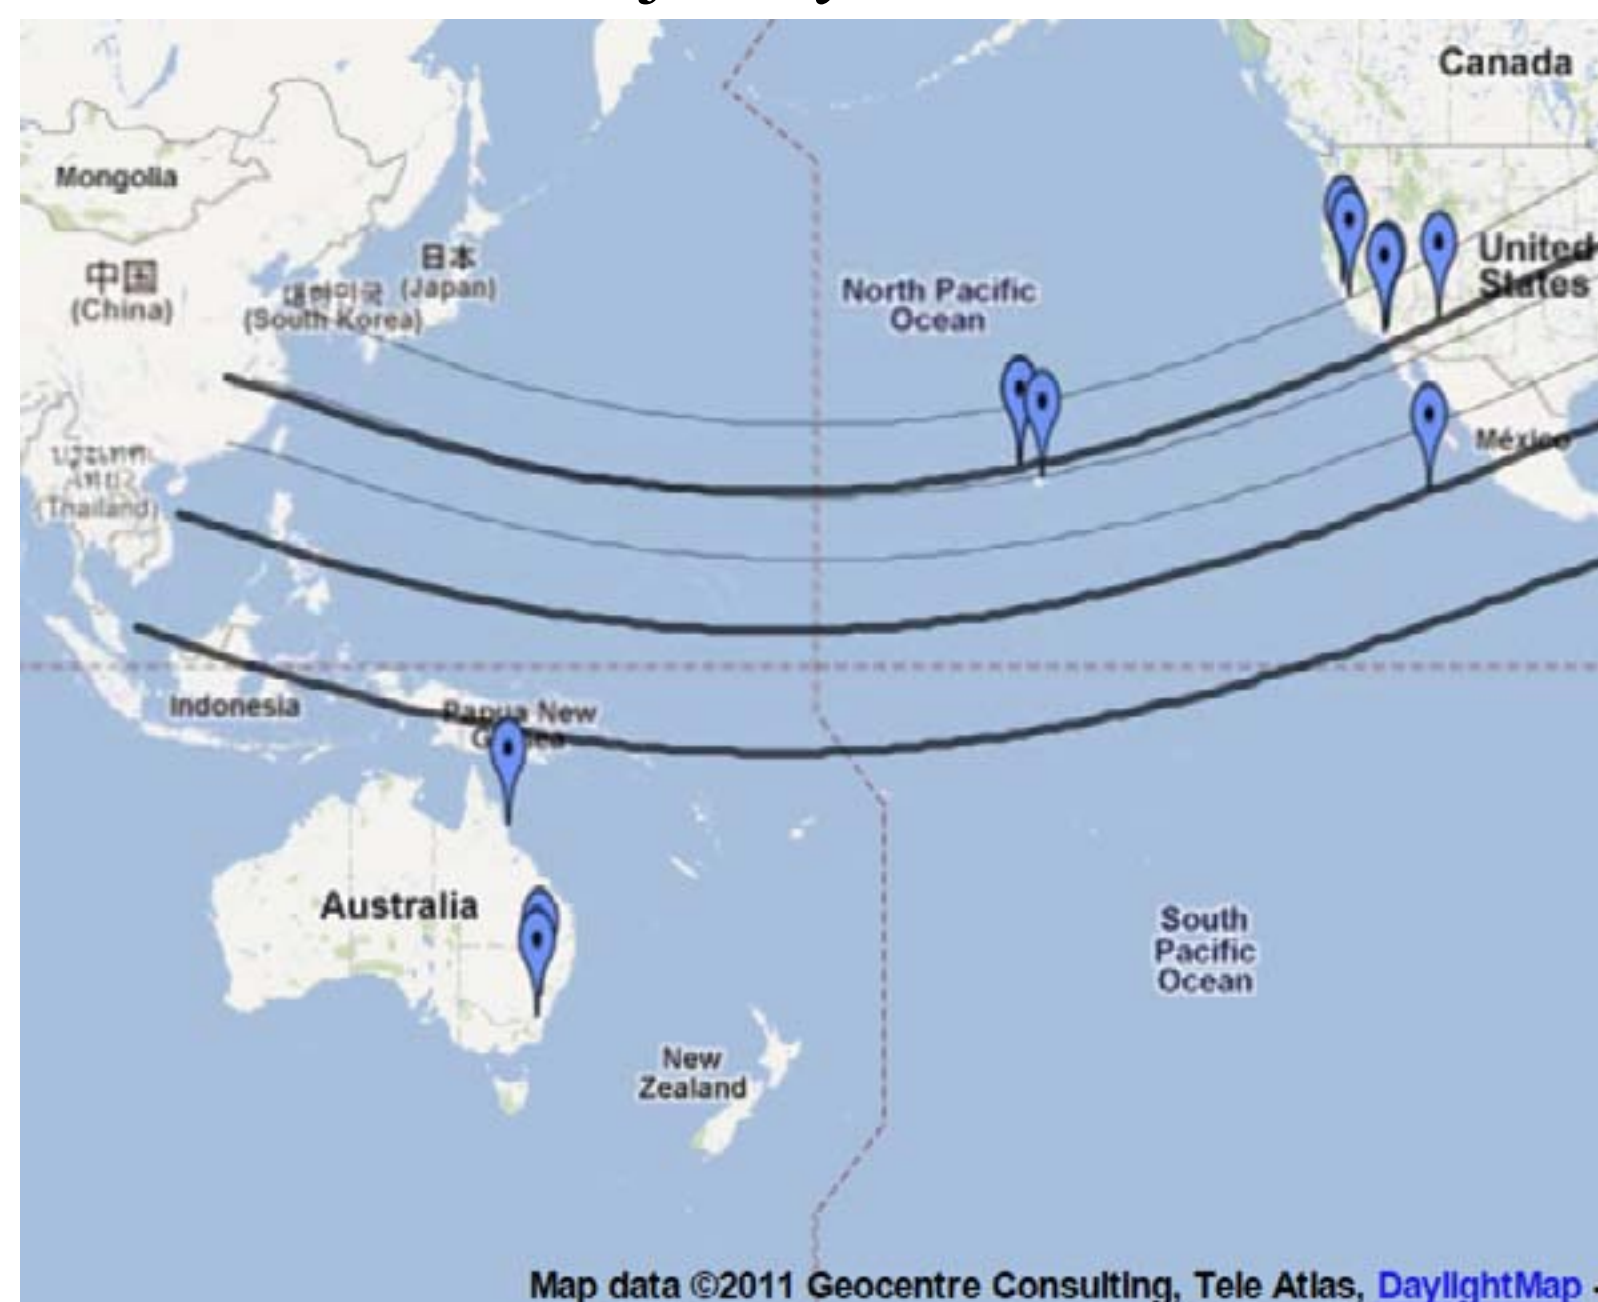 Canada
Mongolia
United
States
中国
(China)
日本
(Japan)
대한민국
(South Korea)
North Pacific
Ocean
México
(Thailand)
Indonesia
Papua New
Australia
South
Pacific
Ocean
New
Zealand
Map data ©2011 Geocentre Consulting, Tele Atlas, DaylightMap -